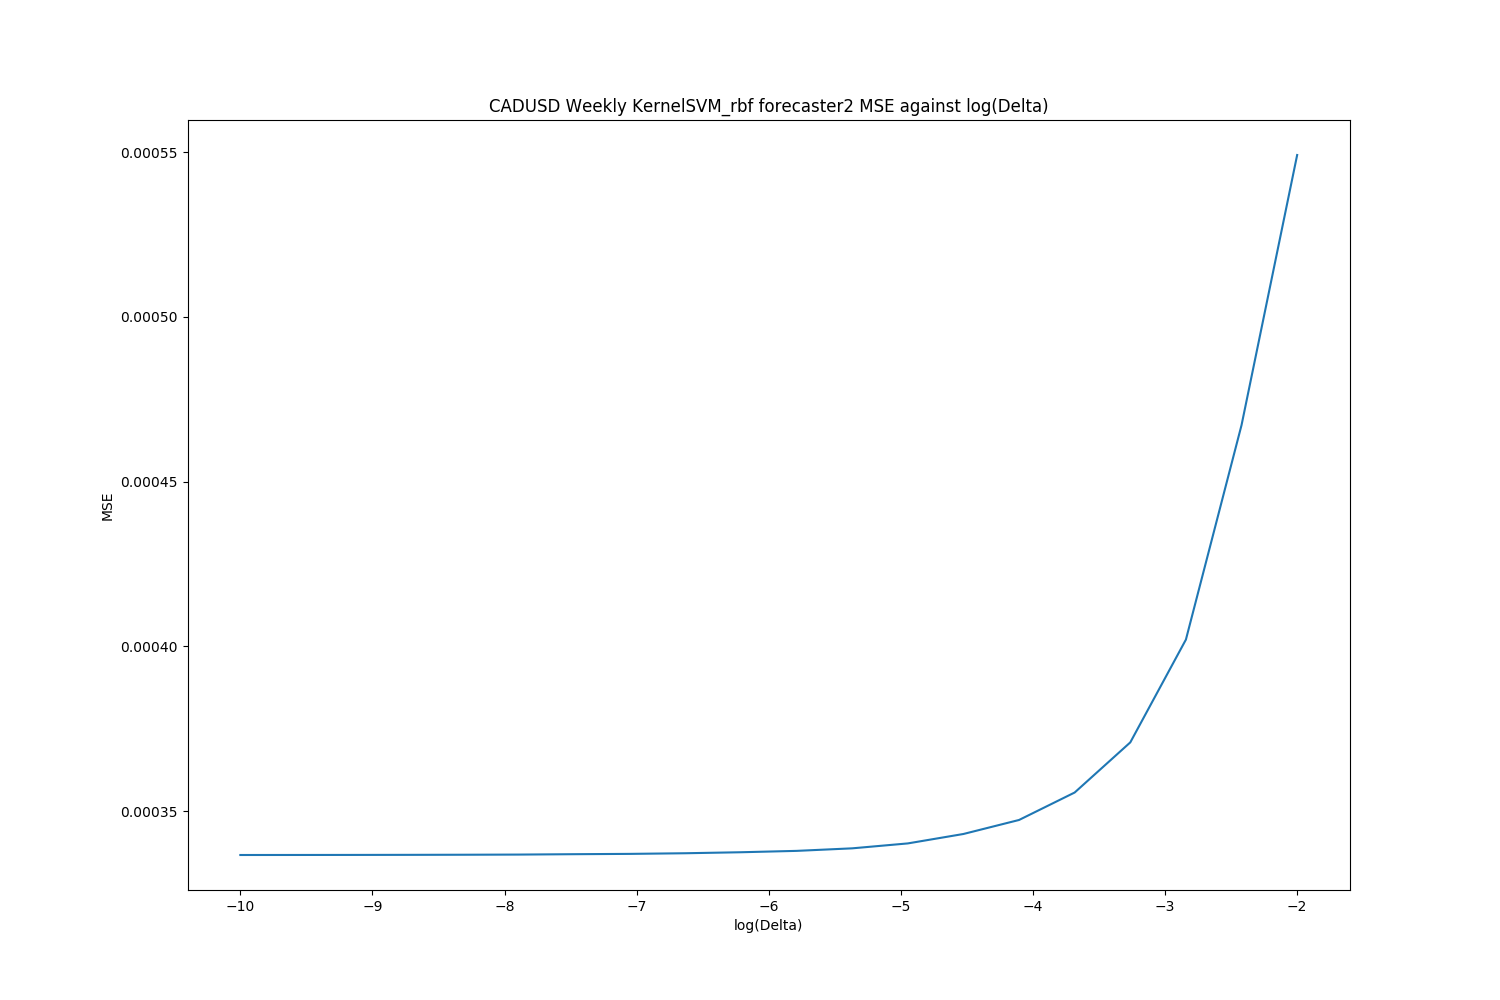 CADUSD Weekly KernelSVM_rbf forecaster2 MSE against log(Delta)
0.00055
0.00050
0.00045
0.00040
0.00035
MSE
−10 −9 −8 −7 −6 −5 −4 −3 −2
log(Delta)